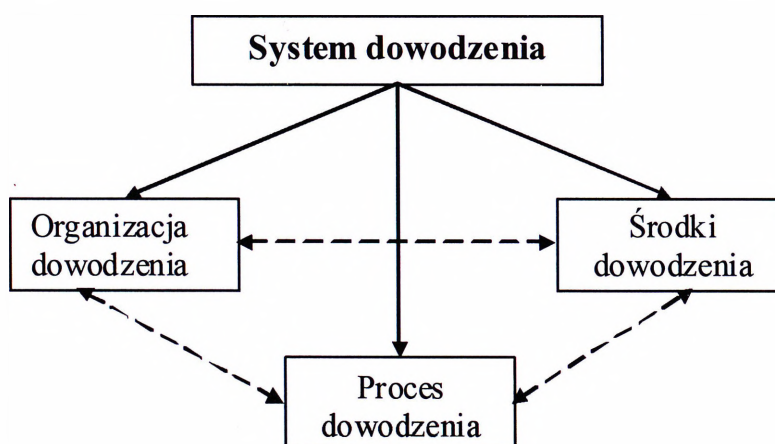 System dowodzenia
Organizacja
dowodzenia
Środki
dowodzenia
Proces
dowodzenia